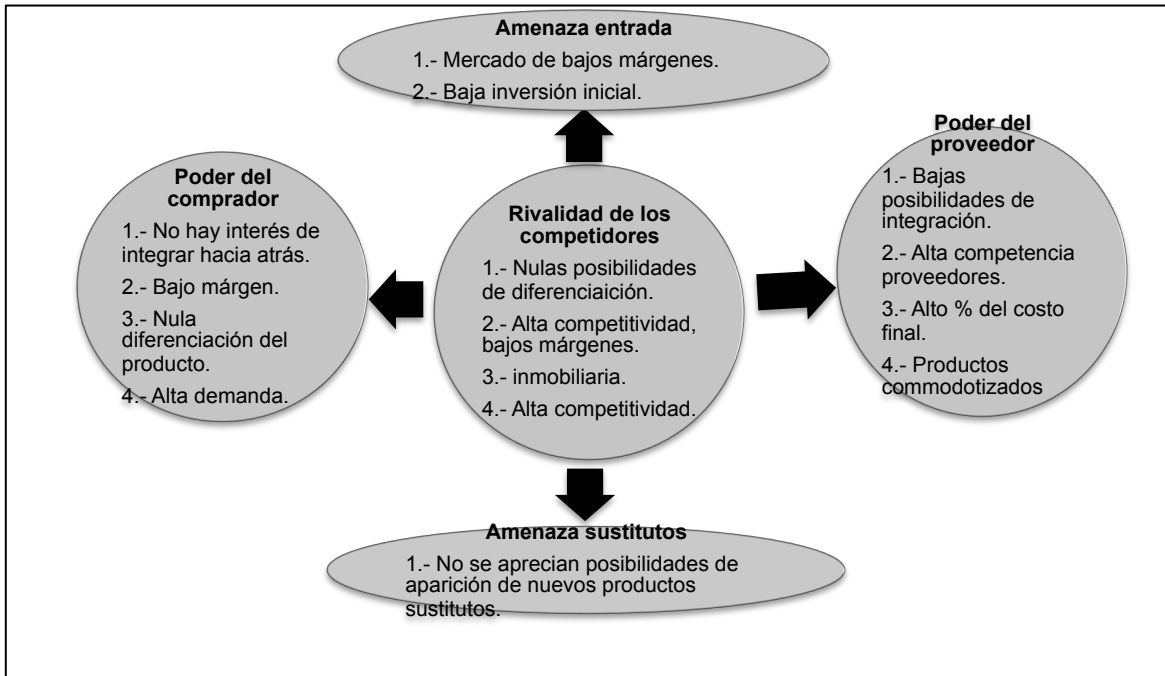 Amenaza entrada
1.- Mercado de bajos márgenes.
2.- Baja inversión inicial.
Poder del
comprador
1.- No hay interés de
integrar hacia atrás.
2.- Bajo márgen.
3.- Nula
diferenciación del
producto.
4.- Alta demanda.
Rivalidad de los
competidores
1.- Nulas posibilidades
de diferenciaición.
2.- Alta competitividad,
bajos márgenes.
3.- inmobiliaria.
4.- Alta competitividad.
Poder del
proveedor
1.- Bajas
posibilidades de
integración.
2.- Alta competencia
proveedores.
3.- Alto % del costo
final.
4.- Productos
commodotizados
Amenaza sustitutos
1.- No se aprecian posibilidades de
aparición de nuevos productos
sustitutos.